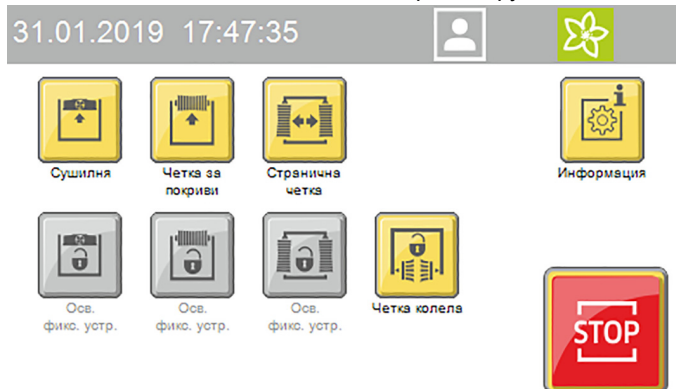 31.01.2019 17:47:35
Сушилня
Четка за
покриви
Странична
четка
Информация
Осв.
фикс. устр.
Осв.
фикс. устр.
Осв.
фикс. устр.
Четка колела
STOP